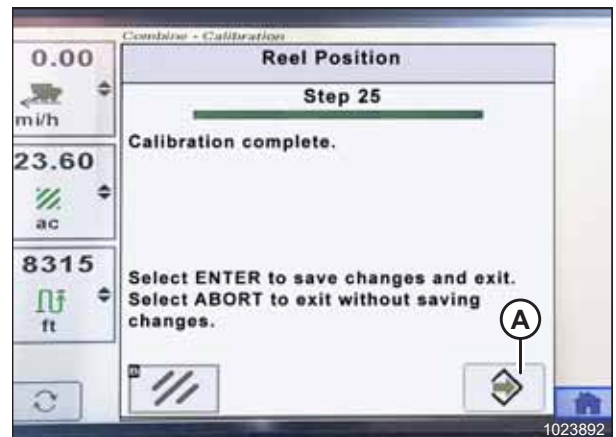 Combine - Calibration
0.00
mi/h
23.60
ac
8315
ft
Reel Position
Step 25
Calibration complete.
Select ENTER to save changes and exit.
Select ABORT to exit without saving
changes.
A
1023892